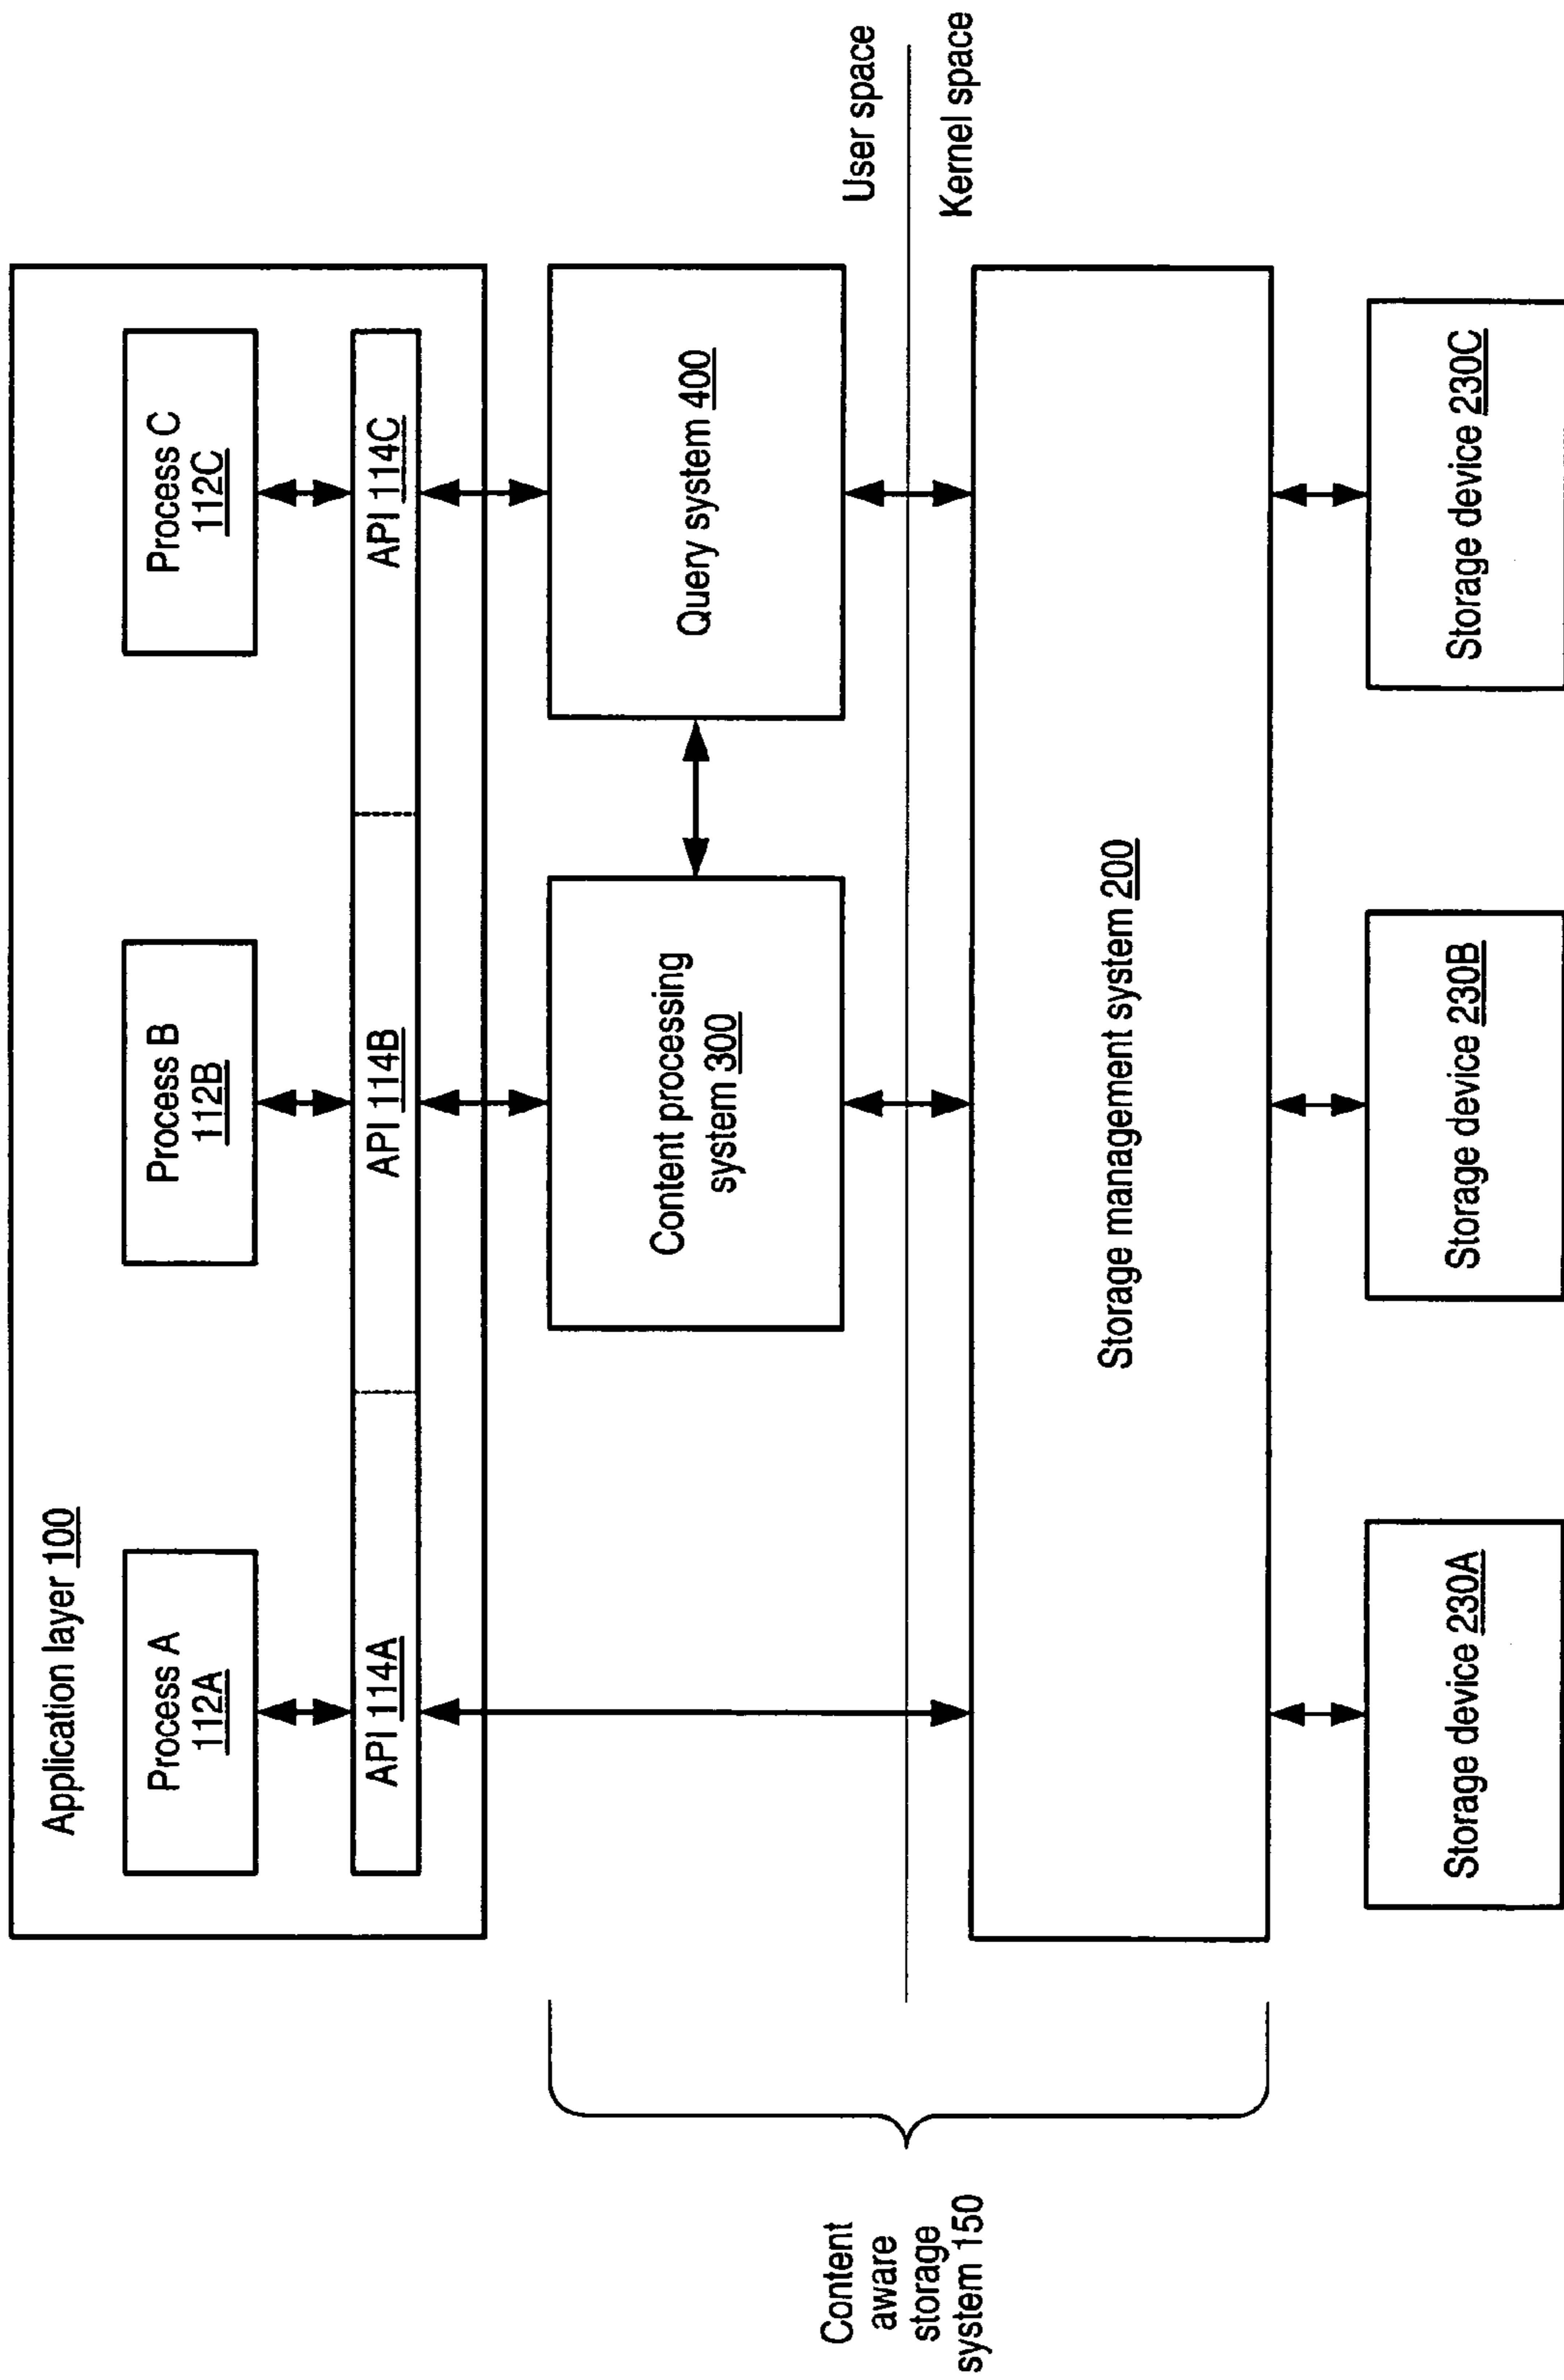 Application layer 100
Process A
112A
Process B
112B
Process C
112C
API 114A
API 114B
API 114C
Content processing
system 300
Query system 400
User space
Kernel space
Content
aware
storage
system 150
Storage management system 200
Storage device 230A
Storage device 230B
Storage device 230C